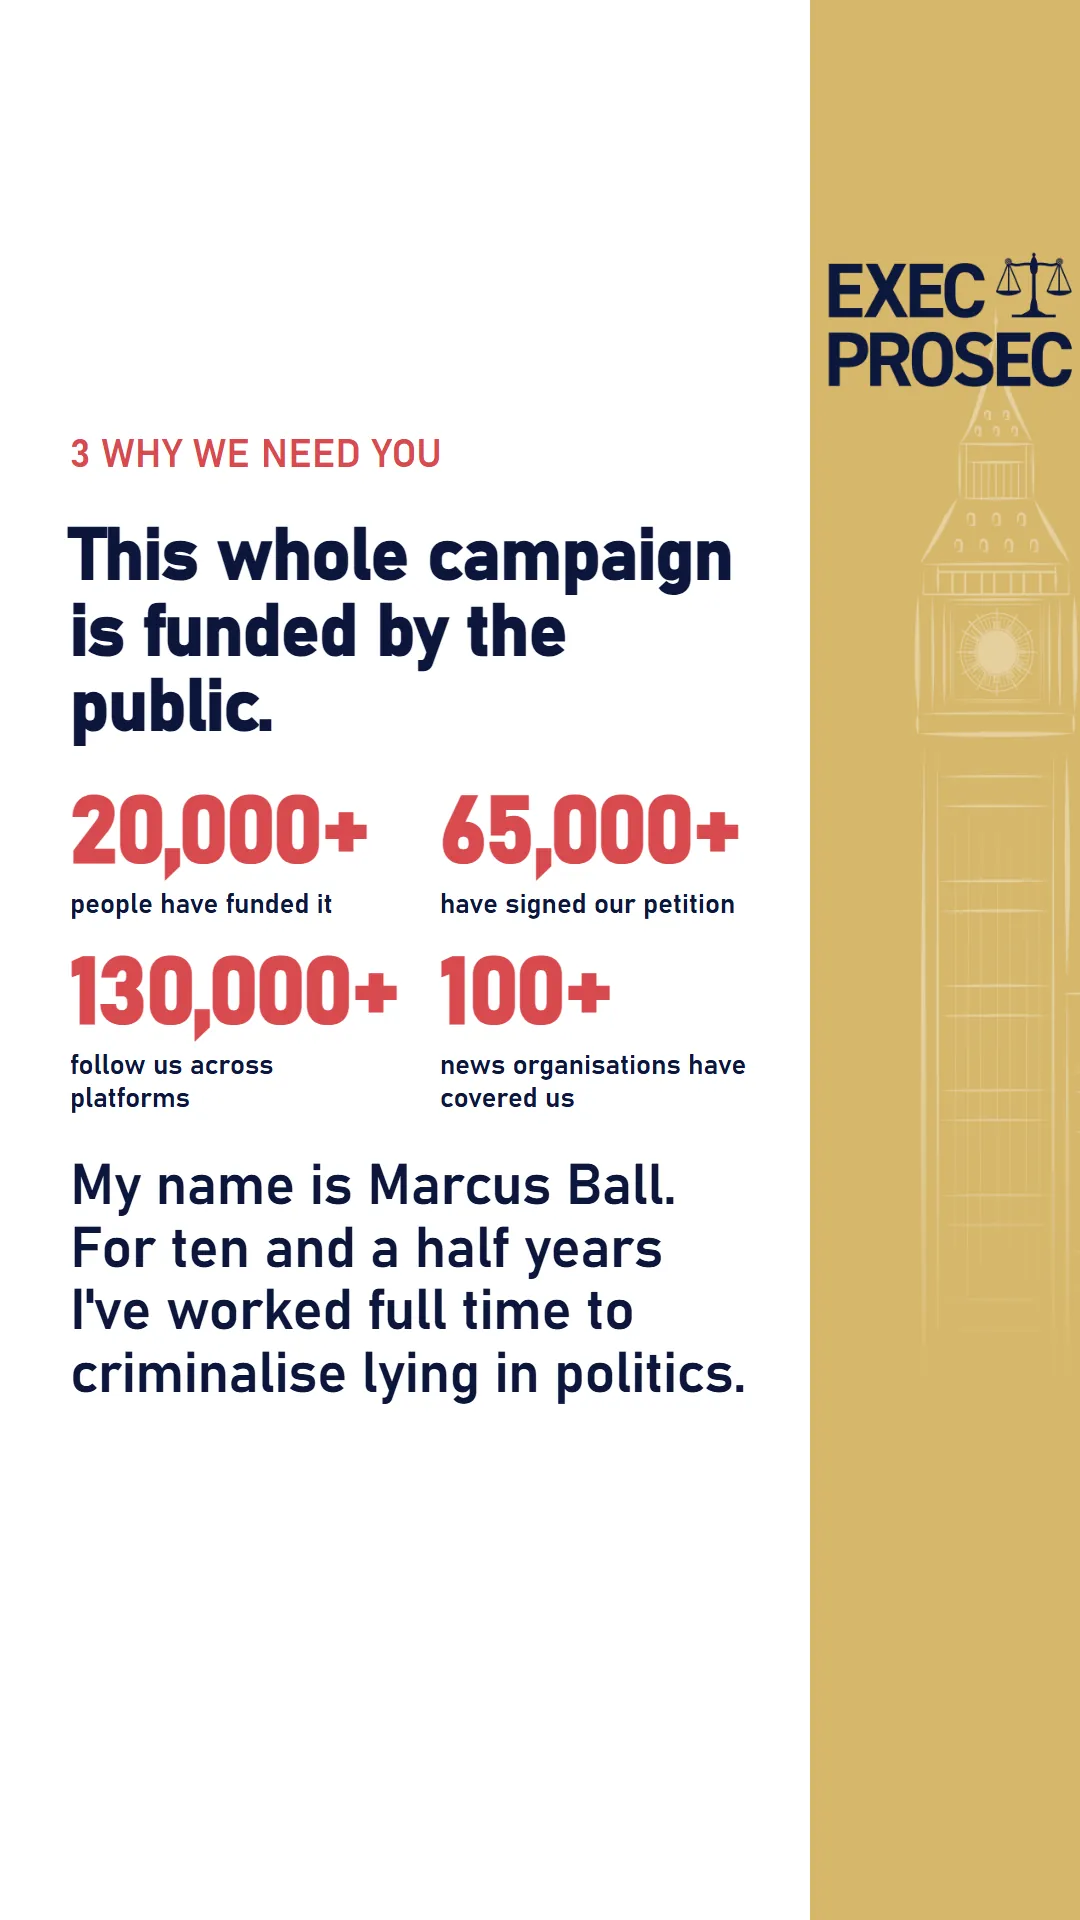 EXEC
PROSEC
3 WHY WE NEED YOU
This whole campaign
is funded by the
public.
20,000+
people have funded it
65,000+
have signed our petition
130,000+
follow us across
platforms
100+
news organisations have
covered us
My name is Marcus Ball.
For ten and a half years
I've worked full time to
criminalise lying in politics.